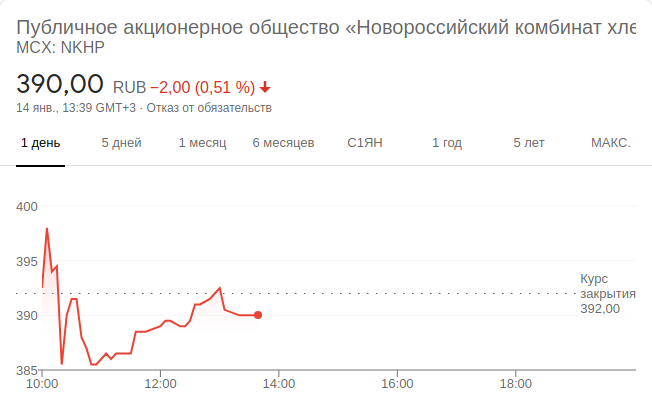 Публичное акционерное общество «Новороссийский комбинат хле
MCX: NKHP
390,00 RUB −2,00 (0,51 %)
14 янв., 13:39 GMT+3 · Отказ от обязательств
1 день 5 дней 1 месяц 6 месяцев С1ЯН 1 год 5 лет МАКС.
400
395
Курс
закрытия
392,00
390
385
10:00 12:00 14:00 16:00 18:00